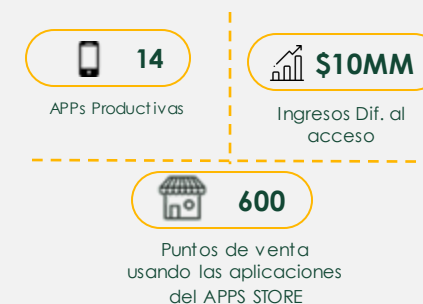 14
APPs Productivas
$10MM
Ingresos Dif. al
acceso
600
Puntos de venta
usando las aplicaciones
del APPS STORE